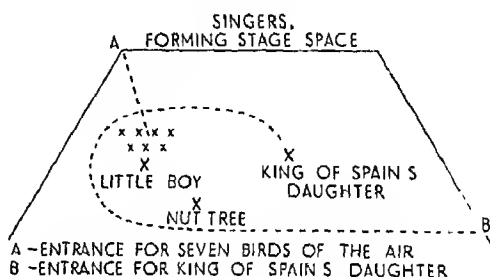 SINGERS,
FORMING STAGE SPACE
A
x x x x
x x x
X
LITTLE BOY
X
KING OF SPAIN S
DAUGHTER
X
NUT TREE
B
A -ENTRANCE FOR SEVEN BIRDS OF THE AIR
B -ENTRANCE FOR KING OF SPAIN S DAUGHTER